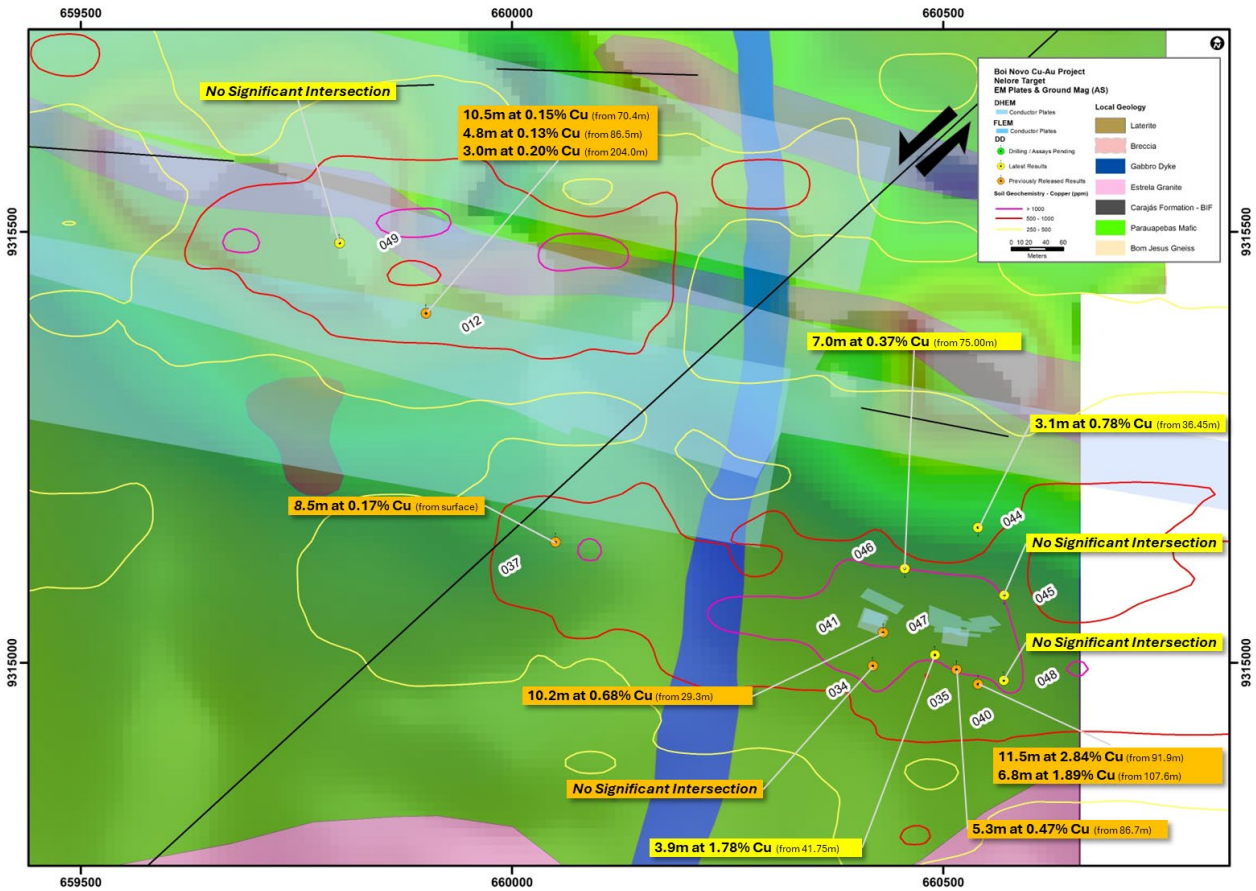 659500
660000
660500
9315500
9315500
9315000
9315000
Boi Novo Cu-Au Project
Nelore Target
EM Plates & Ground Mag (AS)
DHEM
Conductor Plates
FLEM
Conductor Plates
DD
Drilling / Assays Pending
Latest Results
Previously Released Results
Soil Geochemistry - Copper (ppm)
> 1000
500 - 1000
250 - 500
0 10 20 40 60
Meters
Local Geology
Laterite
Breccia
Gabbro Dyke
Estrela Granite
Carajás Formation - BIF
Parauapebas Mafic
Bom Jesus Gneiss
No Significant Intersection
10.5m at 0.15% Cu (from 70.4m)
4.8m at 0.13% Cu (from 86.5m)
3.0m at 0.20% Cu (from 204.0m)
049
012
7.0m at 0.37% Cu (from 75.00m)
3.1m at 0.78% Cu (from 36.45m)
8.5m at 0.17% Cu (from surface)
037
046
044
No Significant Intersection
045
041
047
No Significant Intersection
048
034
035
040
10.2m at 0.68% Cu (from 29.3m)
No Significant Intersection
11.5m at 2.84% Cu (from 91.9m)
6.8m at 1.89% Cu (from 107.6m)
5.3m at 0.47% Cu (from 86.7m)
3.9m at 1.78% Cu (from 41.75m)
659500
660000
660500